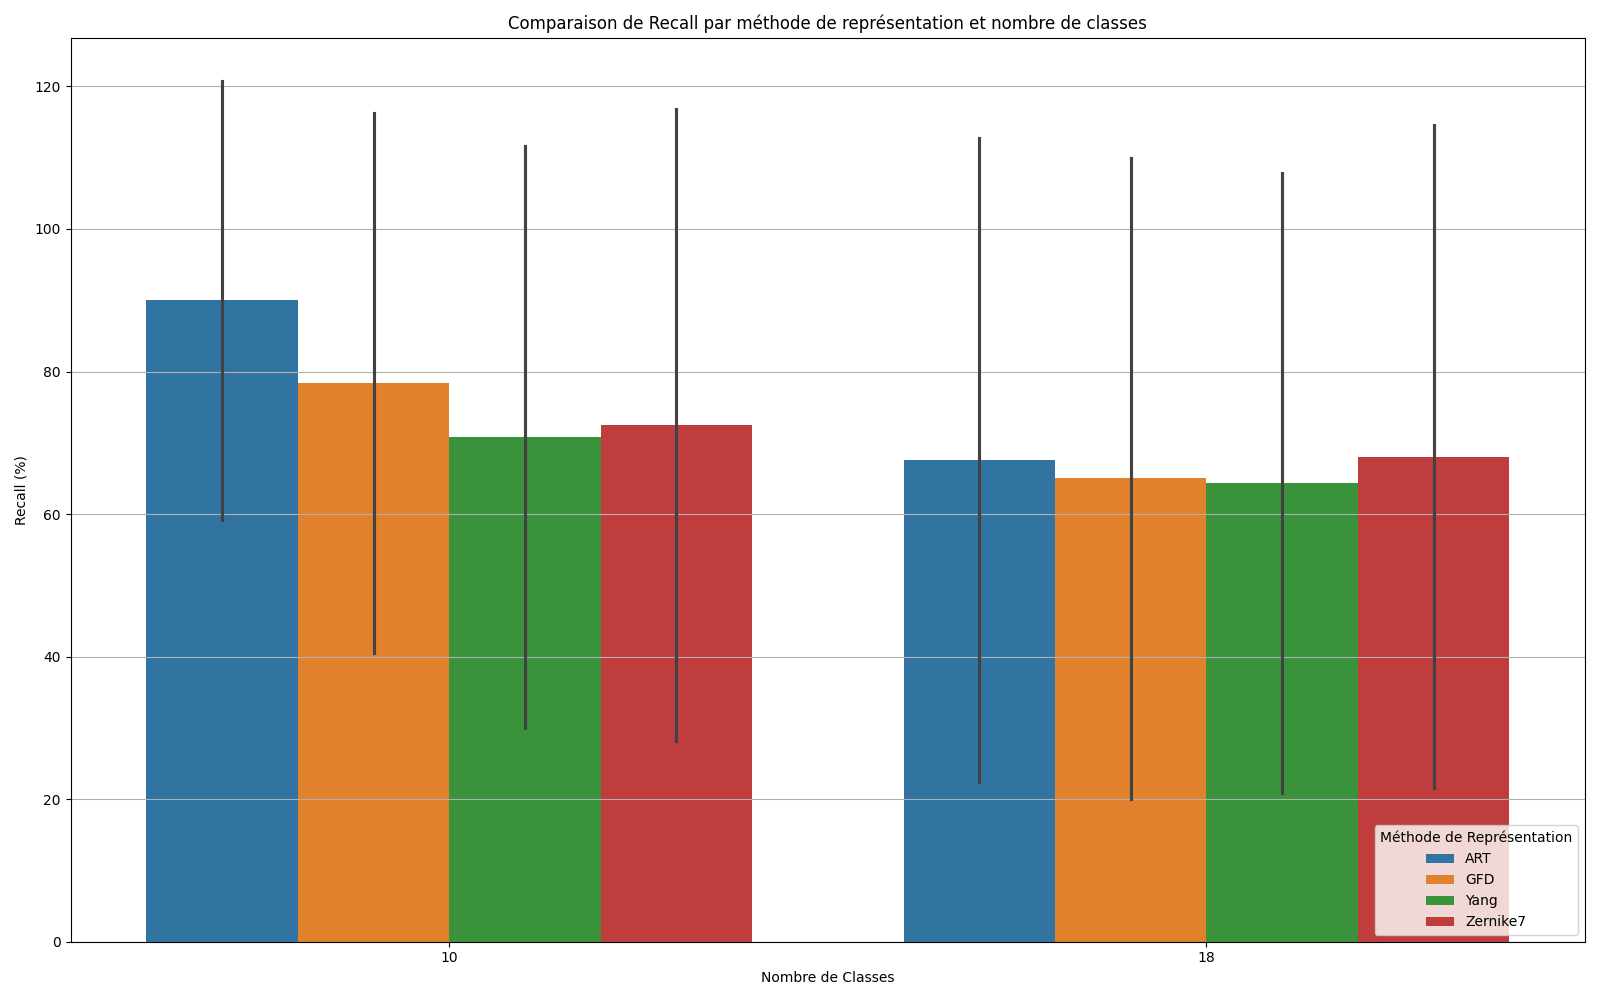 Comparaison de Recall par méthode de représentation et nombre de classes
120
100
80
60
40
20
0
Recall (%)
10
18
Nombre de Classes
Méthode de Représentation
ART
GFD
Yang
Zernike7